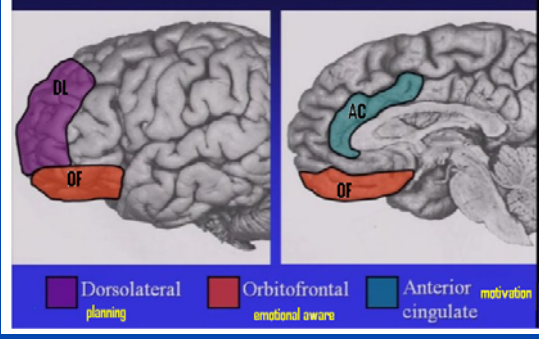 DL
OF
AC
OF
Dorsolateral
planning
Orbitofrontal
emotional aware
Anterior
cingulate
motivation